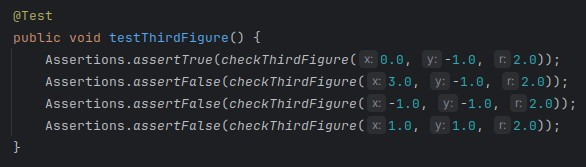 @Test
public void testThirdFigure() {
    Assertions.assertTrue(checkThirdFigure( x: 0.0, y: -1.0, r: 2.0));
    Assertions.assertFalse(checkThirdFigure( x: 3.0, y: -1.0, r: 2.0));
    Assertions.assertFalse(checkThirdFigure( x: -1.0, y: -1.0, r: 2.0));
    Assertions.assertFalse(checkThirdFigure( x: 1.0, y: 1.0, r: 2.0));
}